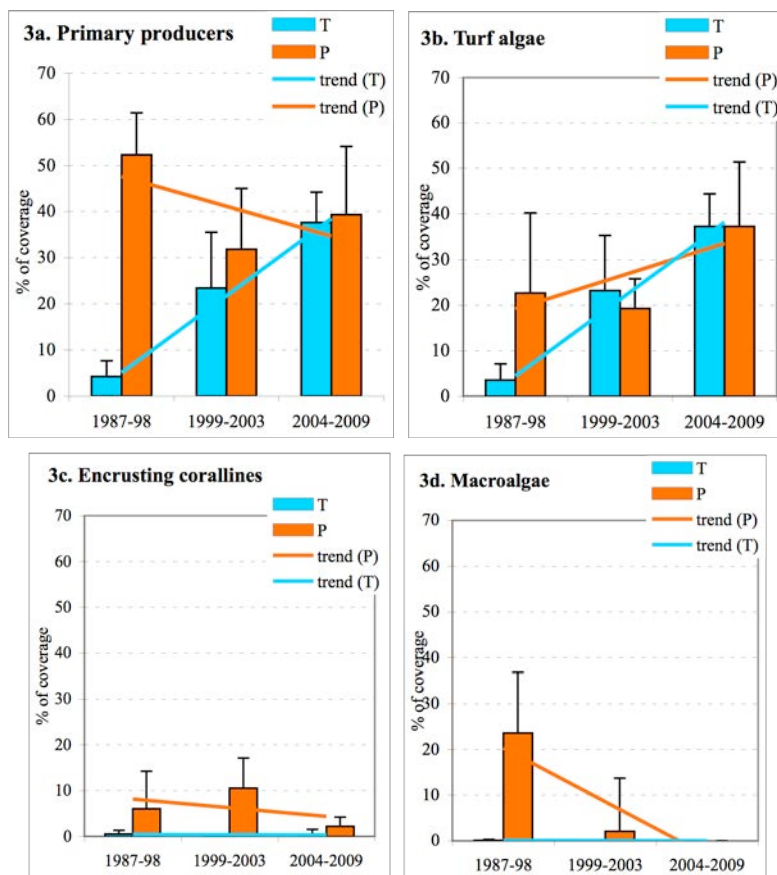 3a. Primary producers
T
P
trend (T)
trend (P)
% of coverage
70
60
50
40
30
20
10
0
1987-98 1999-2003 2004-2009
3b. Turf algae
T
P
trend (P)
trend (T)
% of coverage
70
60
50
40
30
20
10
0
1987-98 1999-2003 2004-2009
3c. Encrusting corallines
T
P
trend (P)
trend (T)
% of coverage
70
60
50
40
30
20
10
0
1987-98 1999-2003 2004-2009
3d. Macroalgae
T
P
trend (P)
trend (T)
% of coverage
70
60
50
40
30
20
10
0
1987-98 1999-2003 2004-2009